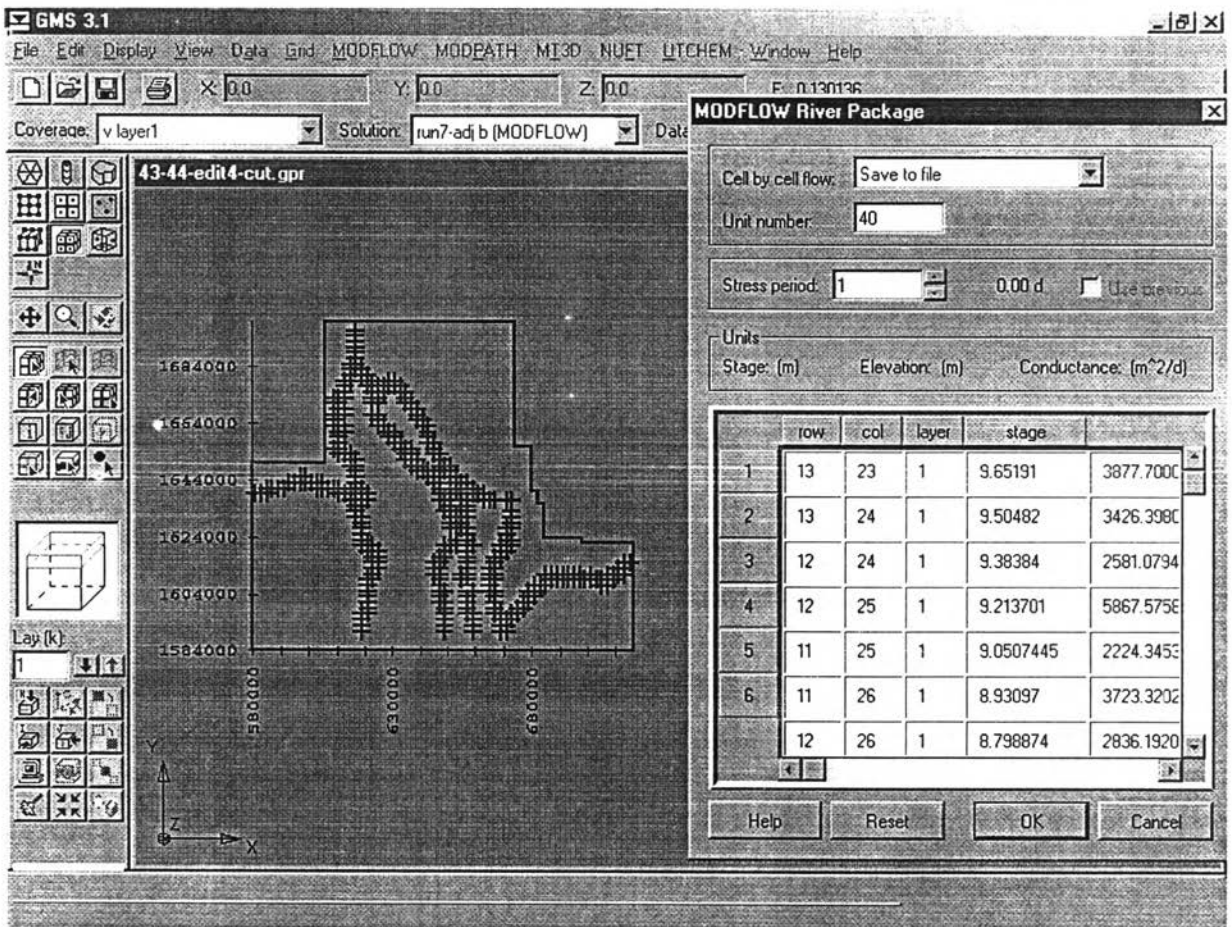 GMS 3.1
File Edit Display View Data Grid MODFLOW MODPATH MT3D NUFT UTCHEM Window Help
X: 0.0 Y: 0.0 Z: 0.0 F: 0.130136
Coverage: v layer1 Solution: run7-adj b (MODFLOW) Data
43-44-edit4-cut.gpr
1684000
1664000
1644000
1624000
1604000
1584000
580000
630000
680000
Y
Z
X
Lay (k):
1
MODFLOW River Package
Cell by cell flow: Save to file
Unit number: 40
Stress period: 1 0.00 d Use previous
Units
Stage: (m) Elevation: (m) Conductance: (m^2/d)
row col layer stage
1 13 23 1 9.65191 3877.700
2 13 24 1 9.50482 3426.398
3 12 24 1 9.38384 2581.0794
4 12 25 1 9.213701 5867.575
5 11 25 1 9.0507445 2224.3453
6 11 26 1 8.93097 3723.3202
12 26 1 8.798874 2836.1920
Help Reset OK Cancel